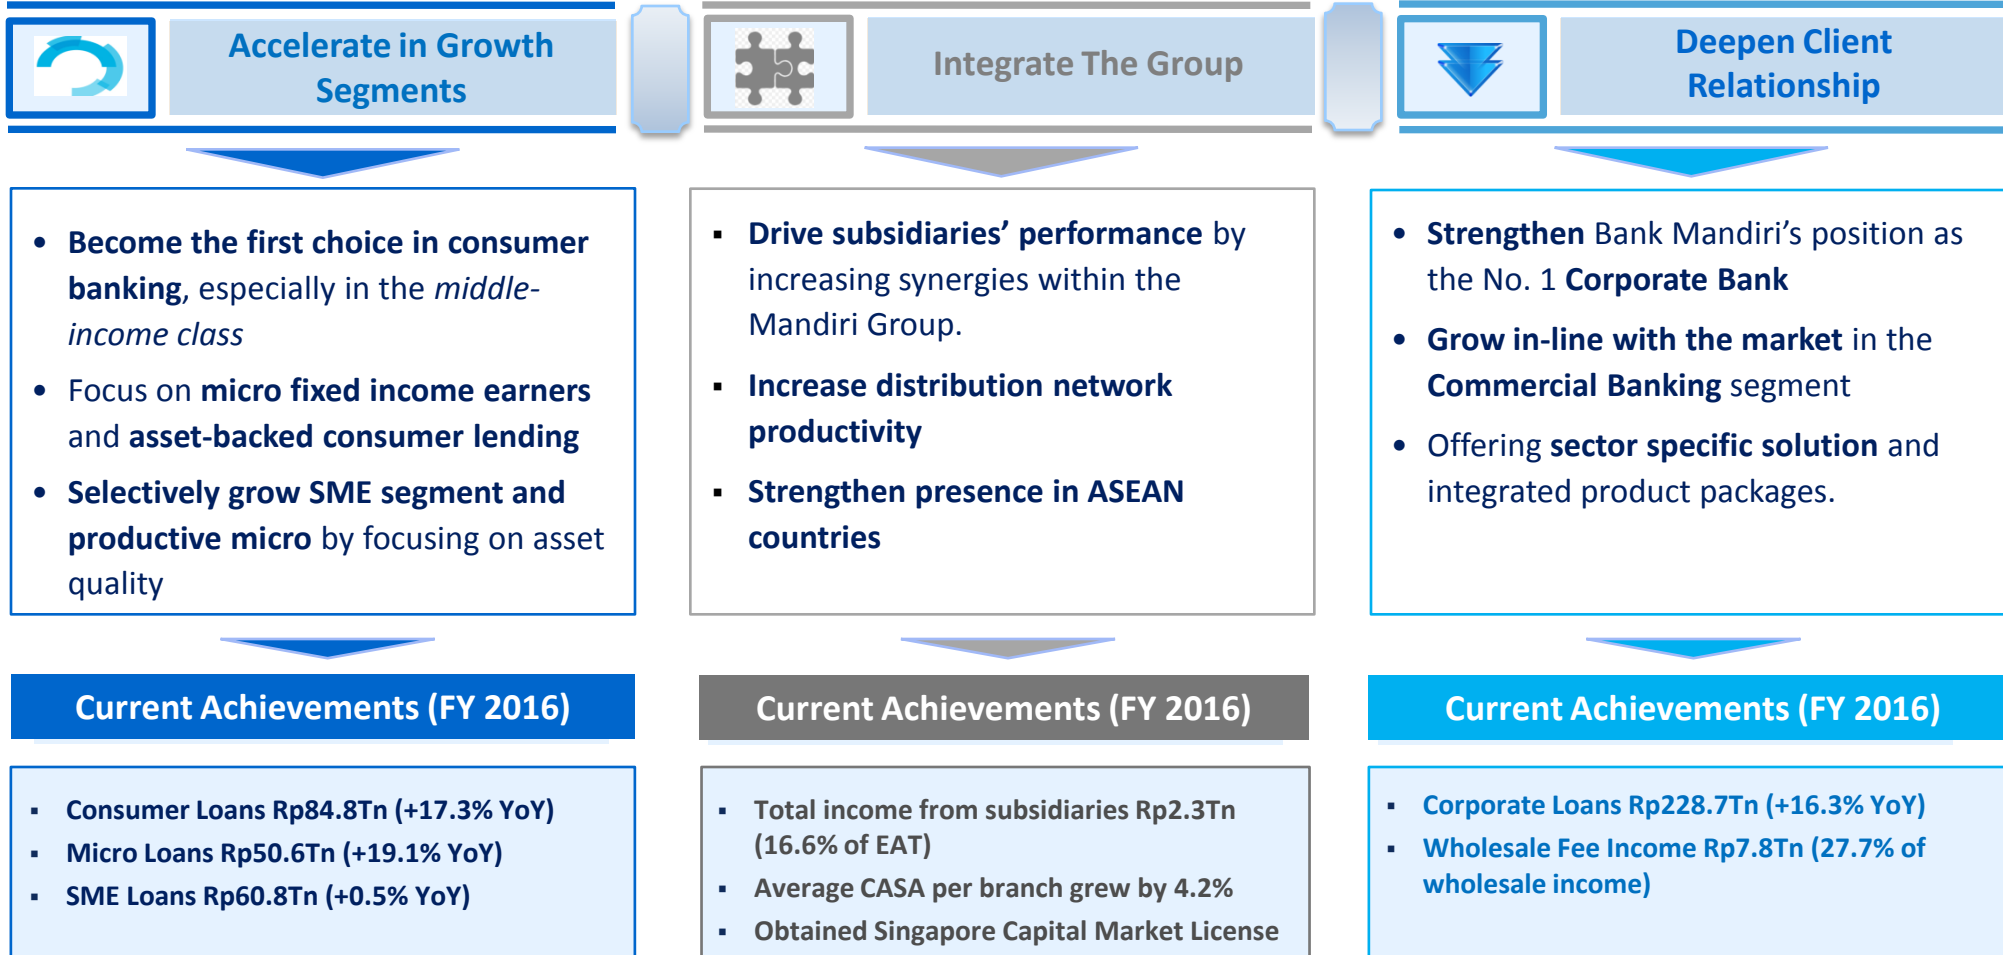 Accelerate in Growth
Segments
Integrate The Group
Deepen Client
Relationship
• Become the first choice in consumer
banking, especially in the middle-
income class
• Focus on micro fixed income earners
and asset-backed consumer lending
• Selectively grow SME segment and
productive micro by focusing on asset
quality
▪ Drive subsidiaries’ performance by
increasing synergies within the
Mandiri Group.
▪ Increase distribution network
productivity
▪ Strengthen presence in ASEAN
countries
• Strengthen Bank Mandiri’s position as
the No. 1 Corporate Bank
• Grow in-line with the market in the
Commercial Banking segment
• Offering sector specific solution and
integrated product packages.
Current Achievements (FY 2016)
Current Achievements (FY 2016)
Current Achievements (FY 2016)
▪ Consumer Loans Rp84.8Tn (+17.3% YoY)
▪ Micro Loans Rp50.6Tn (+19.1% YoY)
▪ SME Loans Rp60.8Tn (+0.5% YoY)
▪ Total income from subsidiaries Rp2.3Tn
(16.6% of EAT)
▪ Average CASA per branch grew by 4.2%
▪ Obtained Singapore Capital Market License
▪ Corporate Loans Rp228.7Tn (+16.3% YoY)
▪ Wholesale Fee Income Rp7.8Tn (27.7% of
wholesale income)